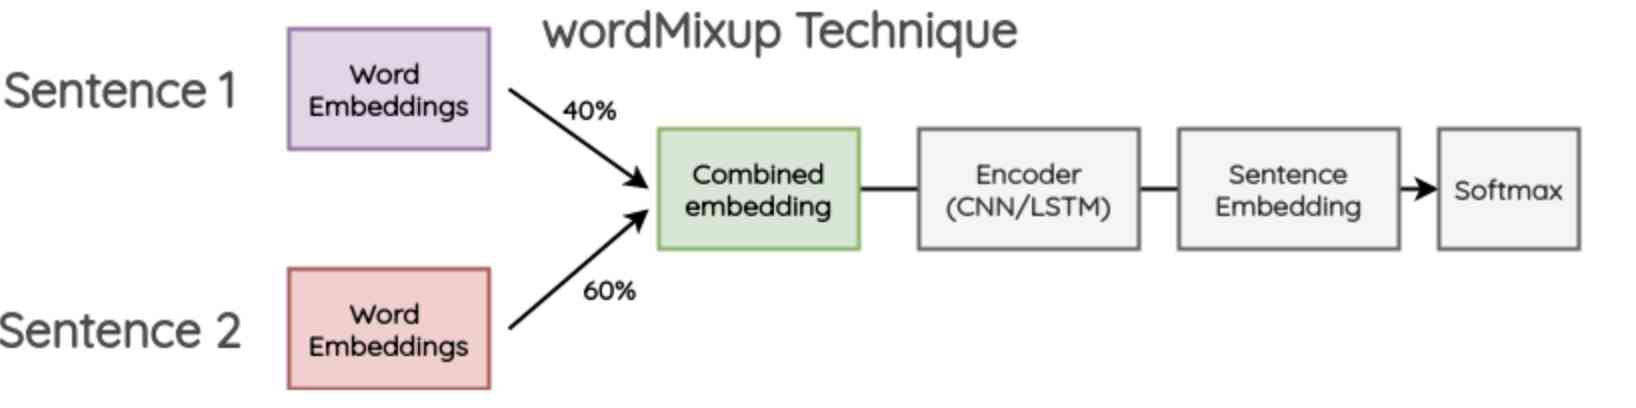 wordMixup Technique
Sentence 1
Word
Embeddings
40%
Combined
embedding
Encoder
(CNN/LSTM)
Sentence
Embedding
Softmax
60%
Sentence 2
Word
Embeddings